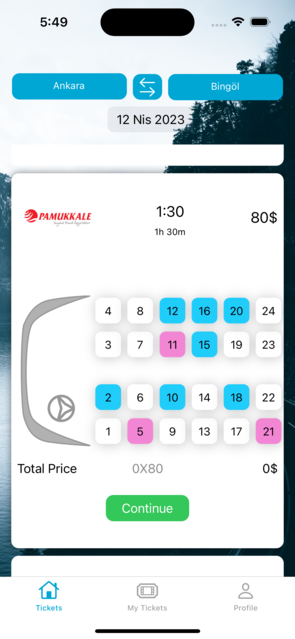 5:49
Ankara
Bingöl
12 Nis 2023
PAMUKKALE
1:30
80$
1h 30m
4 8 12 16 20 24
3 7 11 15 19 23
2 6 10 14 18 22
1 5 9 13 17 21
Total Price 0X80 0$
Continue
Tickets My Tickets Profile